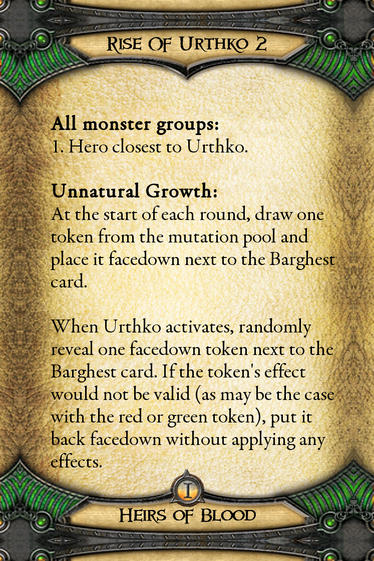 Rise Of Urthko 2
All monster groups:
1. Hero closest to Urthko.
Unnatural Growth:
At the start of each round, draw one
token from the mutation pool and
place it facedown next to the Barghest
card.
When Urthko activates, randomly
reveal one facedown token next to the
Barghest card. If the token's effect
would not be valid (as may be the case
with the red or green token), put it
back facedown without applying any
effects.
I
Heirs of Blood